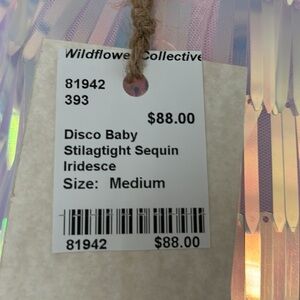 Wildflower Collective
81942
393
$88.00
Disco Baby
Stilagtight Sequin
Iridesce
Size: Medium
81942 $88.00